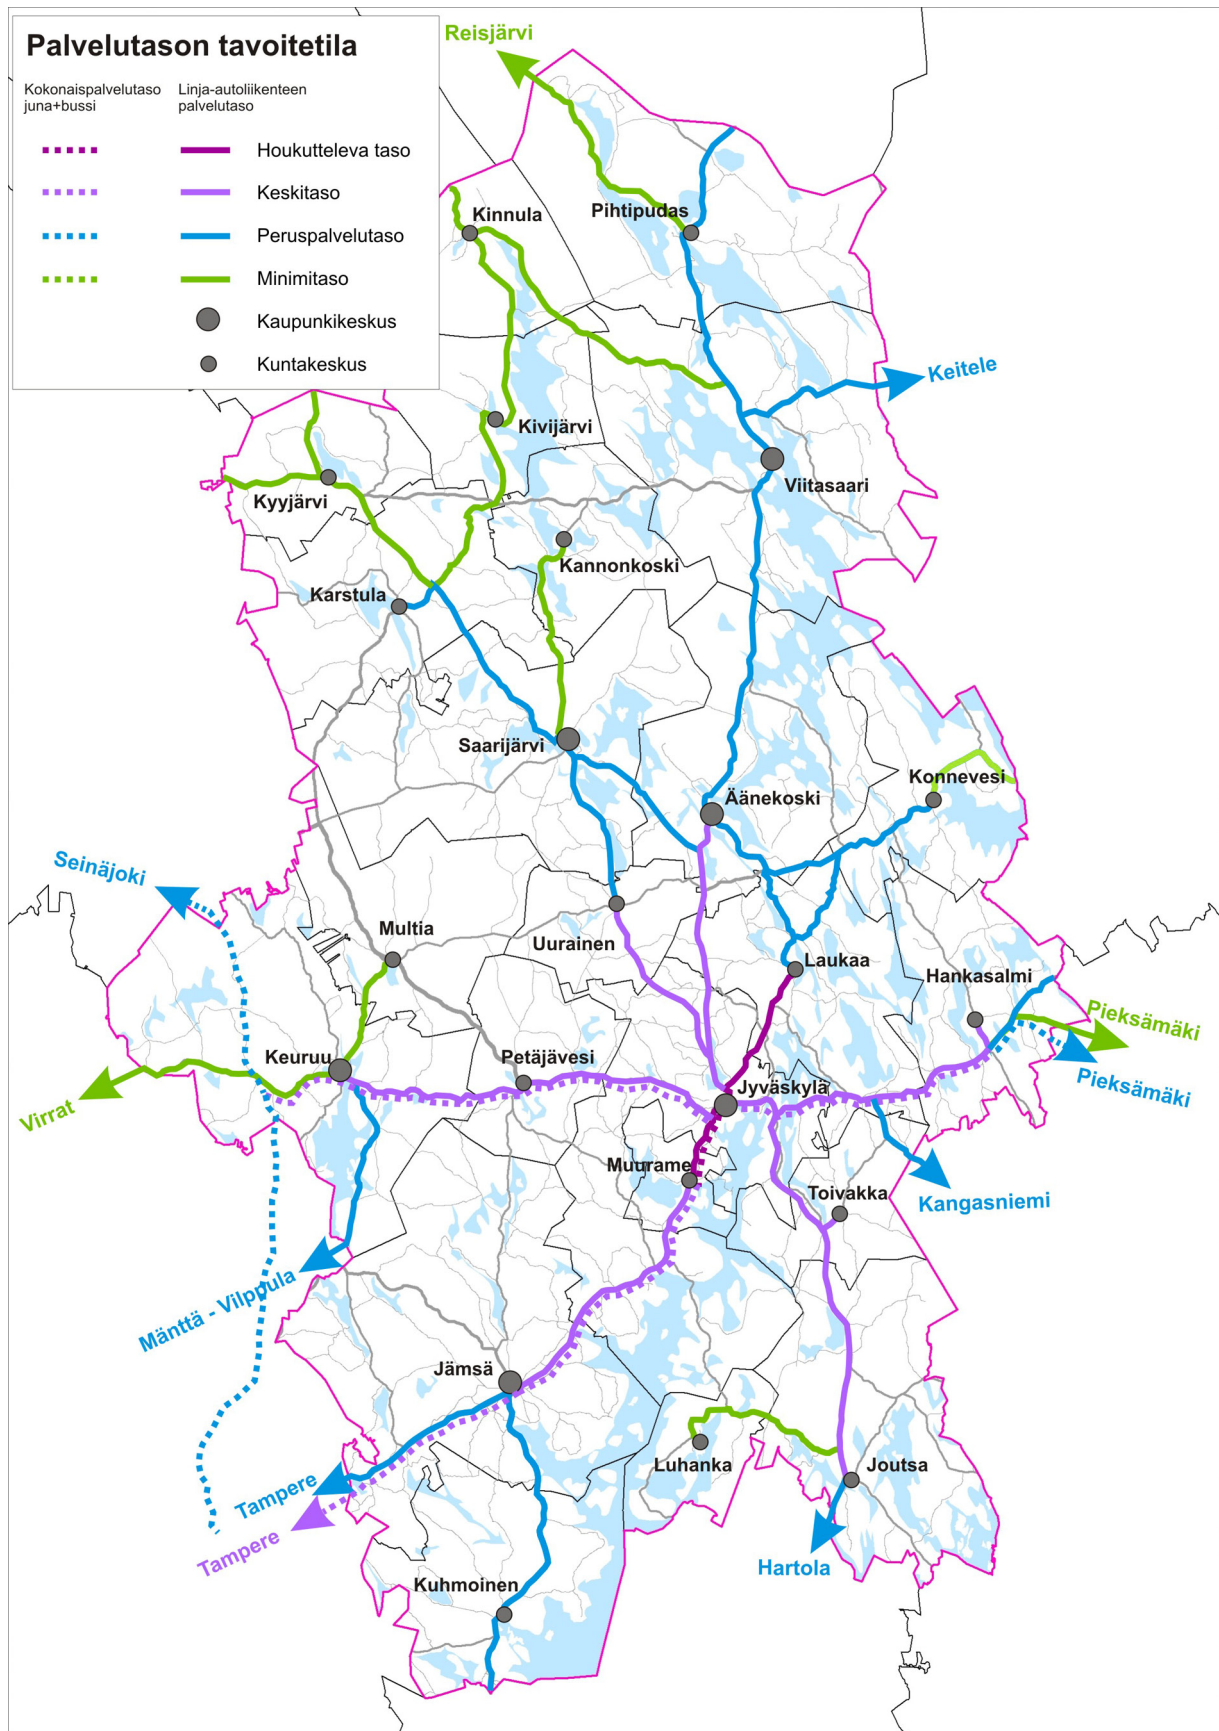 Palvelutason tavoitetila
Kokonaispalvelutaso
juna+bussi
Linja-autoliikenteen
palvelutaso
Houkutteleva taso
Keskitaso
Peruspalvelutaso
Minimitaso
Kaupunkikeskus
Kuntakeskus
Reisjärvi
Kinnula
Pihtipudas
Keitele
Kivijärvi
Viitasaari
Kyyjärvi
Kannonkoski
Karstula
Saarijärvi
Konnevesi
Äänekoski
Seinäjoki
Multia
Uurainen
Laukaa
Hankasalmi
Pieksämäki
Keuruu
Petäjävesi
Jyväskylä
Pieksämäki
Virrat
Muurame
Toivakka
Kangasniemi
Mänttä - Vilppula
Jämsä
Luhanka
Joutsa
Tampere
Tampere
Hartola
Kuhmoinen